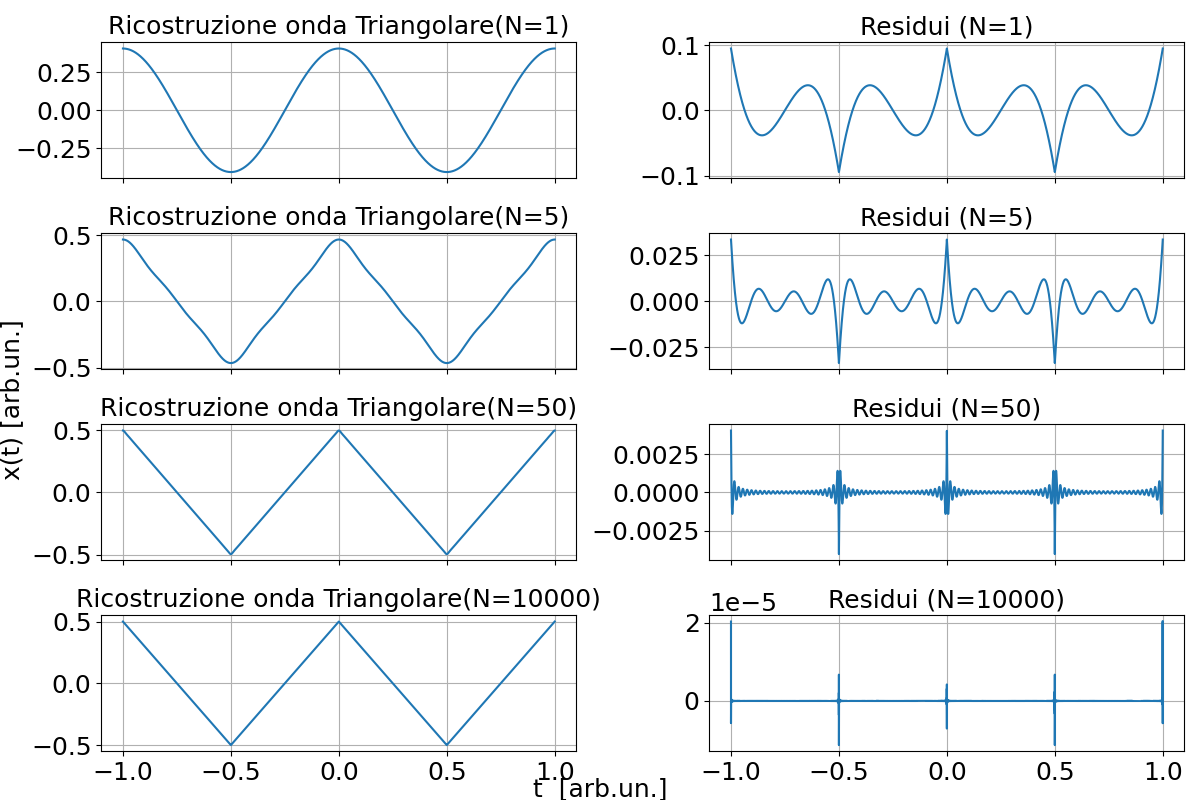 Ricostruzione onda Triangolare(N=1)
Residui (N=1)
0.25
0.00
−0.25
0.1
0.0
−0.1
Ricostruzione onda Triangolare(N=5)
Residui (N=5)
0.5
0.0
−0.5
0.025
0.000
−0.025
x(t) [arb.un.]
Ricostruzione onda Triangolare(N=50)
Residui (N=50)
0.5
0.0
−0.5
0.0025
0.0000
−0.0025
Ricostruzione onda Triangolare(N=10000)
1e−5
Residui (N=10000)
0.5
0.0
−0.5
2
0
−1.0 −0.5 0.0 0.5 1.0
−1.0 −0.5 0.0 0.5 1.0
t [arb.un.]